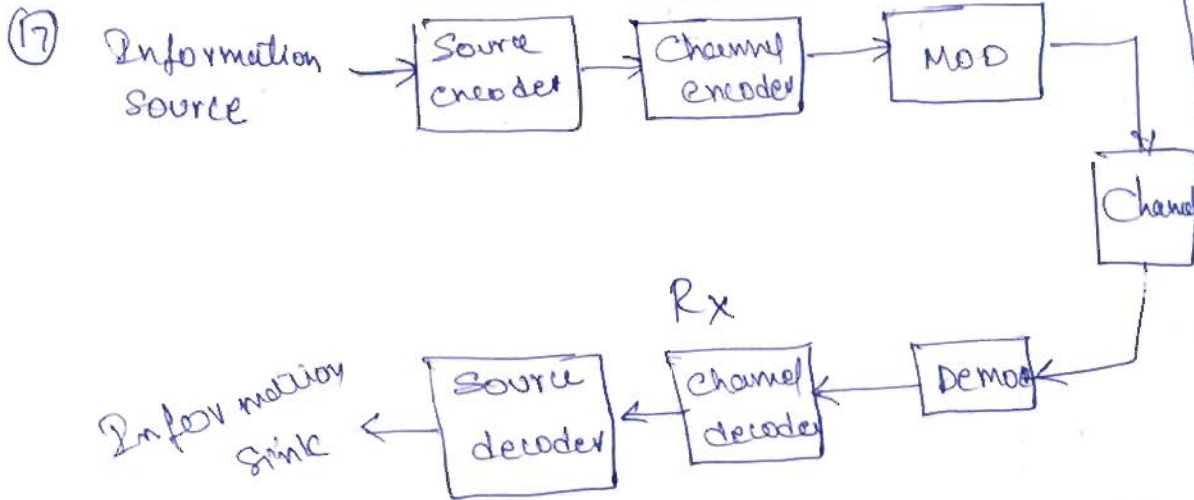 17
Information
Source
Source
encoder
Channel
encoder
MOD
Channel
Rx
Demod
Channel
decoder
Source
decoder
Information
Sink